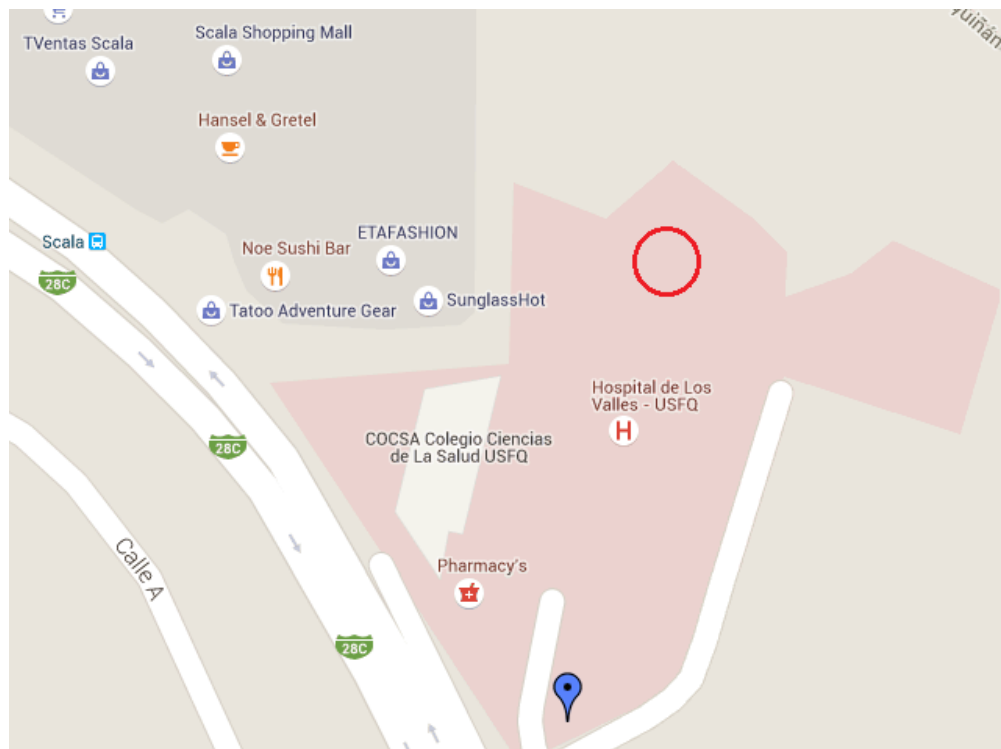 TVentas Scala
Scala Shopping Mall
Hansel & Gretel
Scala
28C
Noe Sushi Bar
ETAFASHION
Tatoo Adventure Gear
SunglassHot
Hospital de Los
Valles - USFQ
H
28C
COCSA Colegio Ciencias
de La Salud USFQ
Calle A
Pharmacy's
28C